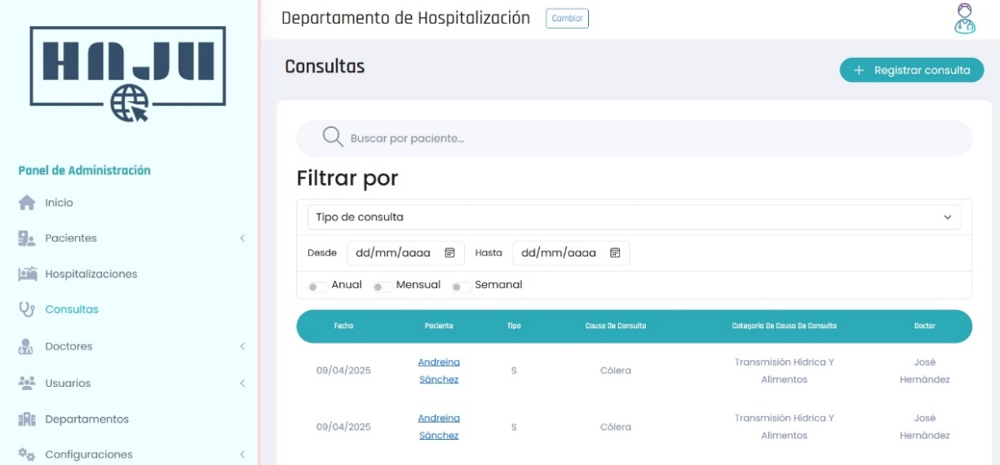 HNJU
Panel de Administración
Inicio
Pacientes
Hospitalizaciones
Consultas
Doctores
Usuarios
Departamentos
Configuraciones
Departamento de Hospitalización Cambiar
Consultas
+ Registrar consulta
Buscar por paciente...
Filtrar por
Tipo de consulta
Desde dd/mm/aaaa Hasta dd/mm/aaaa
Anual Mensual Semanal
Fecha Paciente Tipo Causa De Consulta Categoría De Causa De Consulta Doctor
09/04/2025 Andreina Sánchez S Cólera Transmisión Hídrica Y Alimentos José Hernández
09/04/2025 Andreina Sánchez S Cólera Transmisión Hídrica Y Alimentos José Hernández